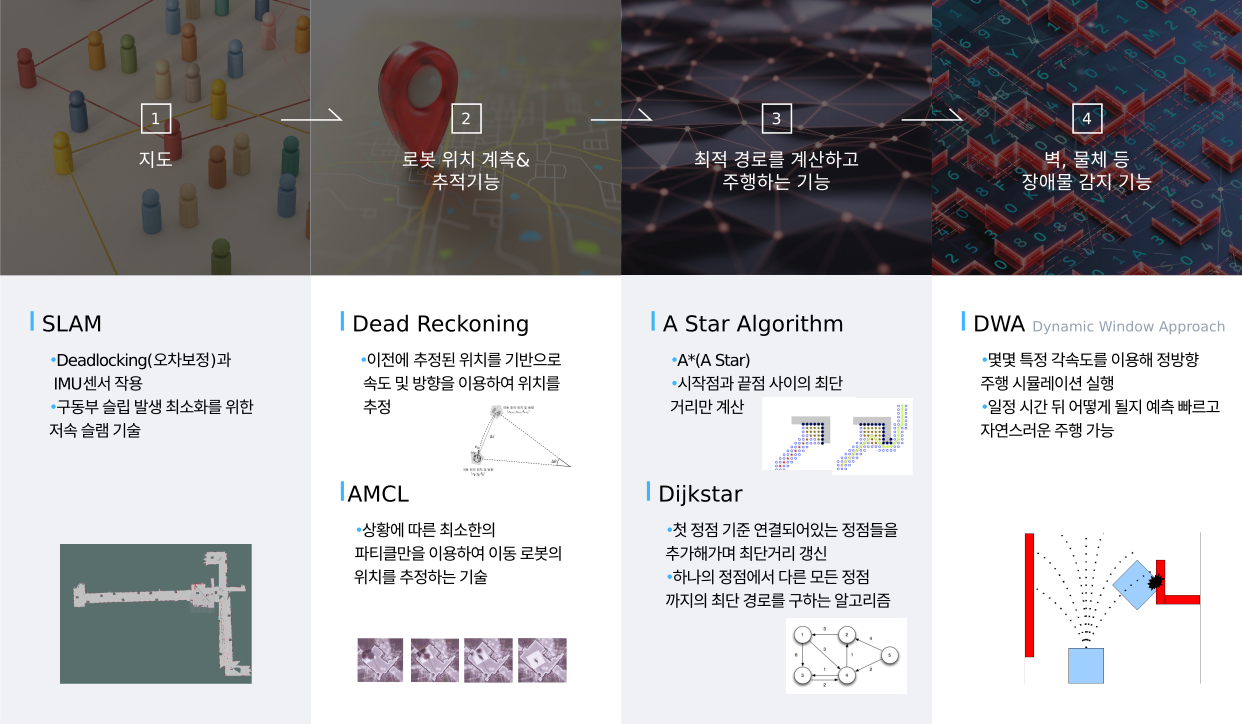 1
지도
2
로봇 위치 계측&
추적기능
3
최적 경로를 계산하고
주행하는 기능
4
벽, 물체 등
장애물 감지 기능
SLAM
•Deadlocking(오차보정)과
IMU센서 작용
•구동부 슬립 발생 최소화를 위한
저속 슬램 기술
Dead Reckoning
•이전에 추정된 위치를 기반으로
속도 및 방향을 이용하여 위치를
추정
AMCL
•상황에 따른 최소한의
파티클만을 이용하여 이동 로봇의
위치를 추정하는 기술
A Star Algorithm
•A*(A Star)
•시작점과 끝점 사이의 최단
거리만 계산
Dijkstar
•첫 정점 기준 연결되어있는 정점들을
추가해가며 최단거리 갱신
•하나의 정점에서 다른 모든 정점
까지의 최단 경로를 구하는 알고리즘
1 3 2 4
6 3 1 5
3 1 4 2
2
DWA Dynamic Window Approach
•몇몇 특정 각속도를 이용해 정방향
주행 시뮬레이션 실행
•일정 시간 뒤 어떻게 될지 예측 빠르고
자연스러운 주행 가능